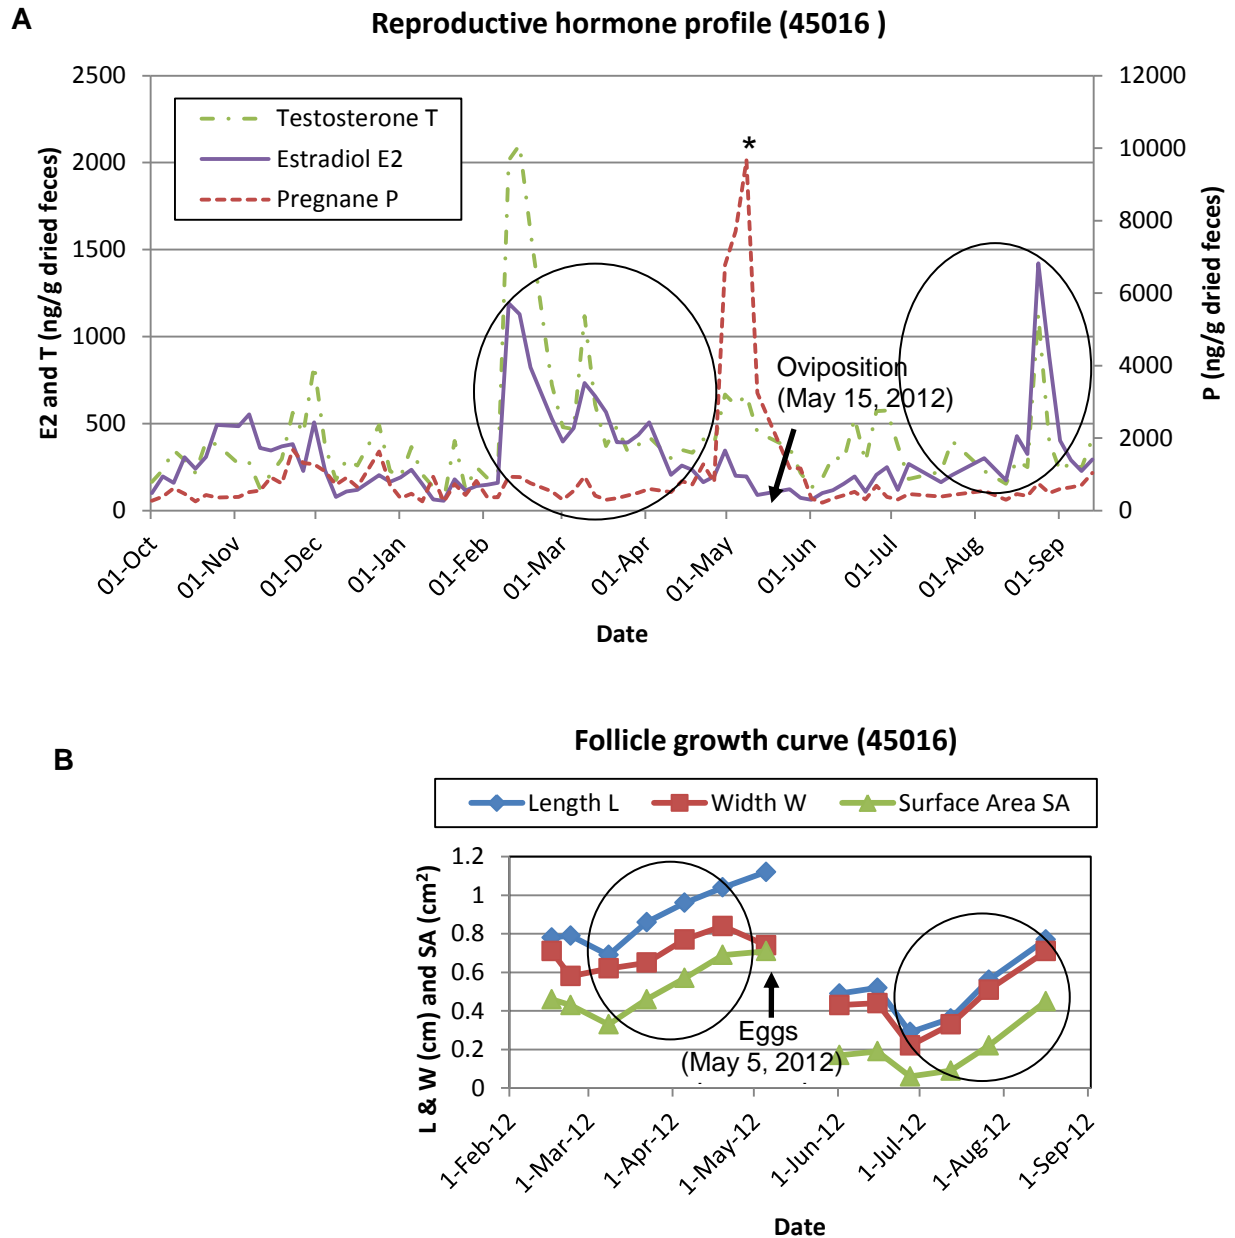 A
Reproductive hormone profile (45016 )
2500
2000
1500
1000
500
0
12000
10000
8000
6000
4000
2000
0
E2 and T (ng/g dried feces)
P (ng/g dried feces)
Testosterone T
Estradiol E2
Pregnane P
*
Oviposition
(May 15, 2012)
01-Oct
01-Nov
01-Dec
01-Jan
01-Feb
01-Mar
01-Apr
01-May
01-Jun
01-Jul
01-Aug
01-Sep
Date
B
Follicle growth curve (45016)
Length L
Width W
Surface Area SA
L & W (cm) and SA (cm²)
1.2
1
0.8
0.6
0.4
0.2
0
Eggs
(May 5, 2012)
1-Feb-12
1-Mar-12
1-Apr-12
1-May-12
1-Jun-12
1-Jul-12
1-Aug-12
1-Sep-12
Date